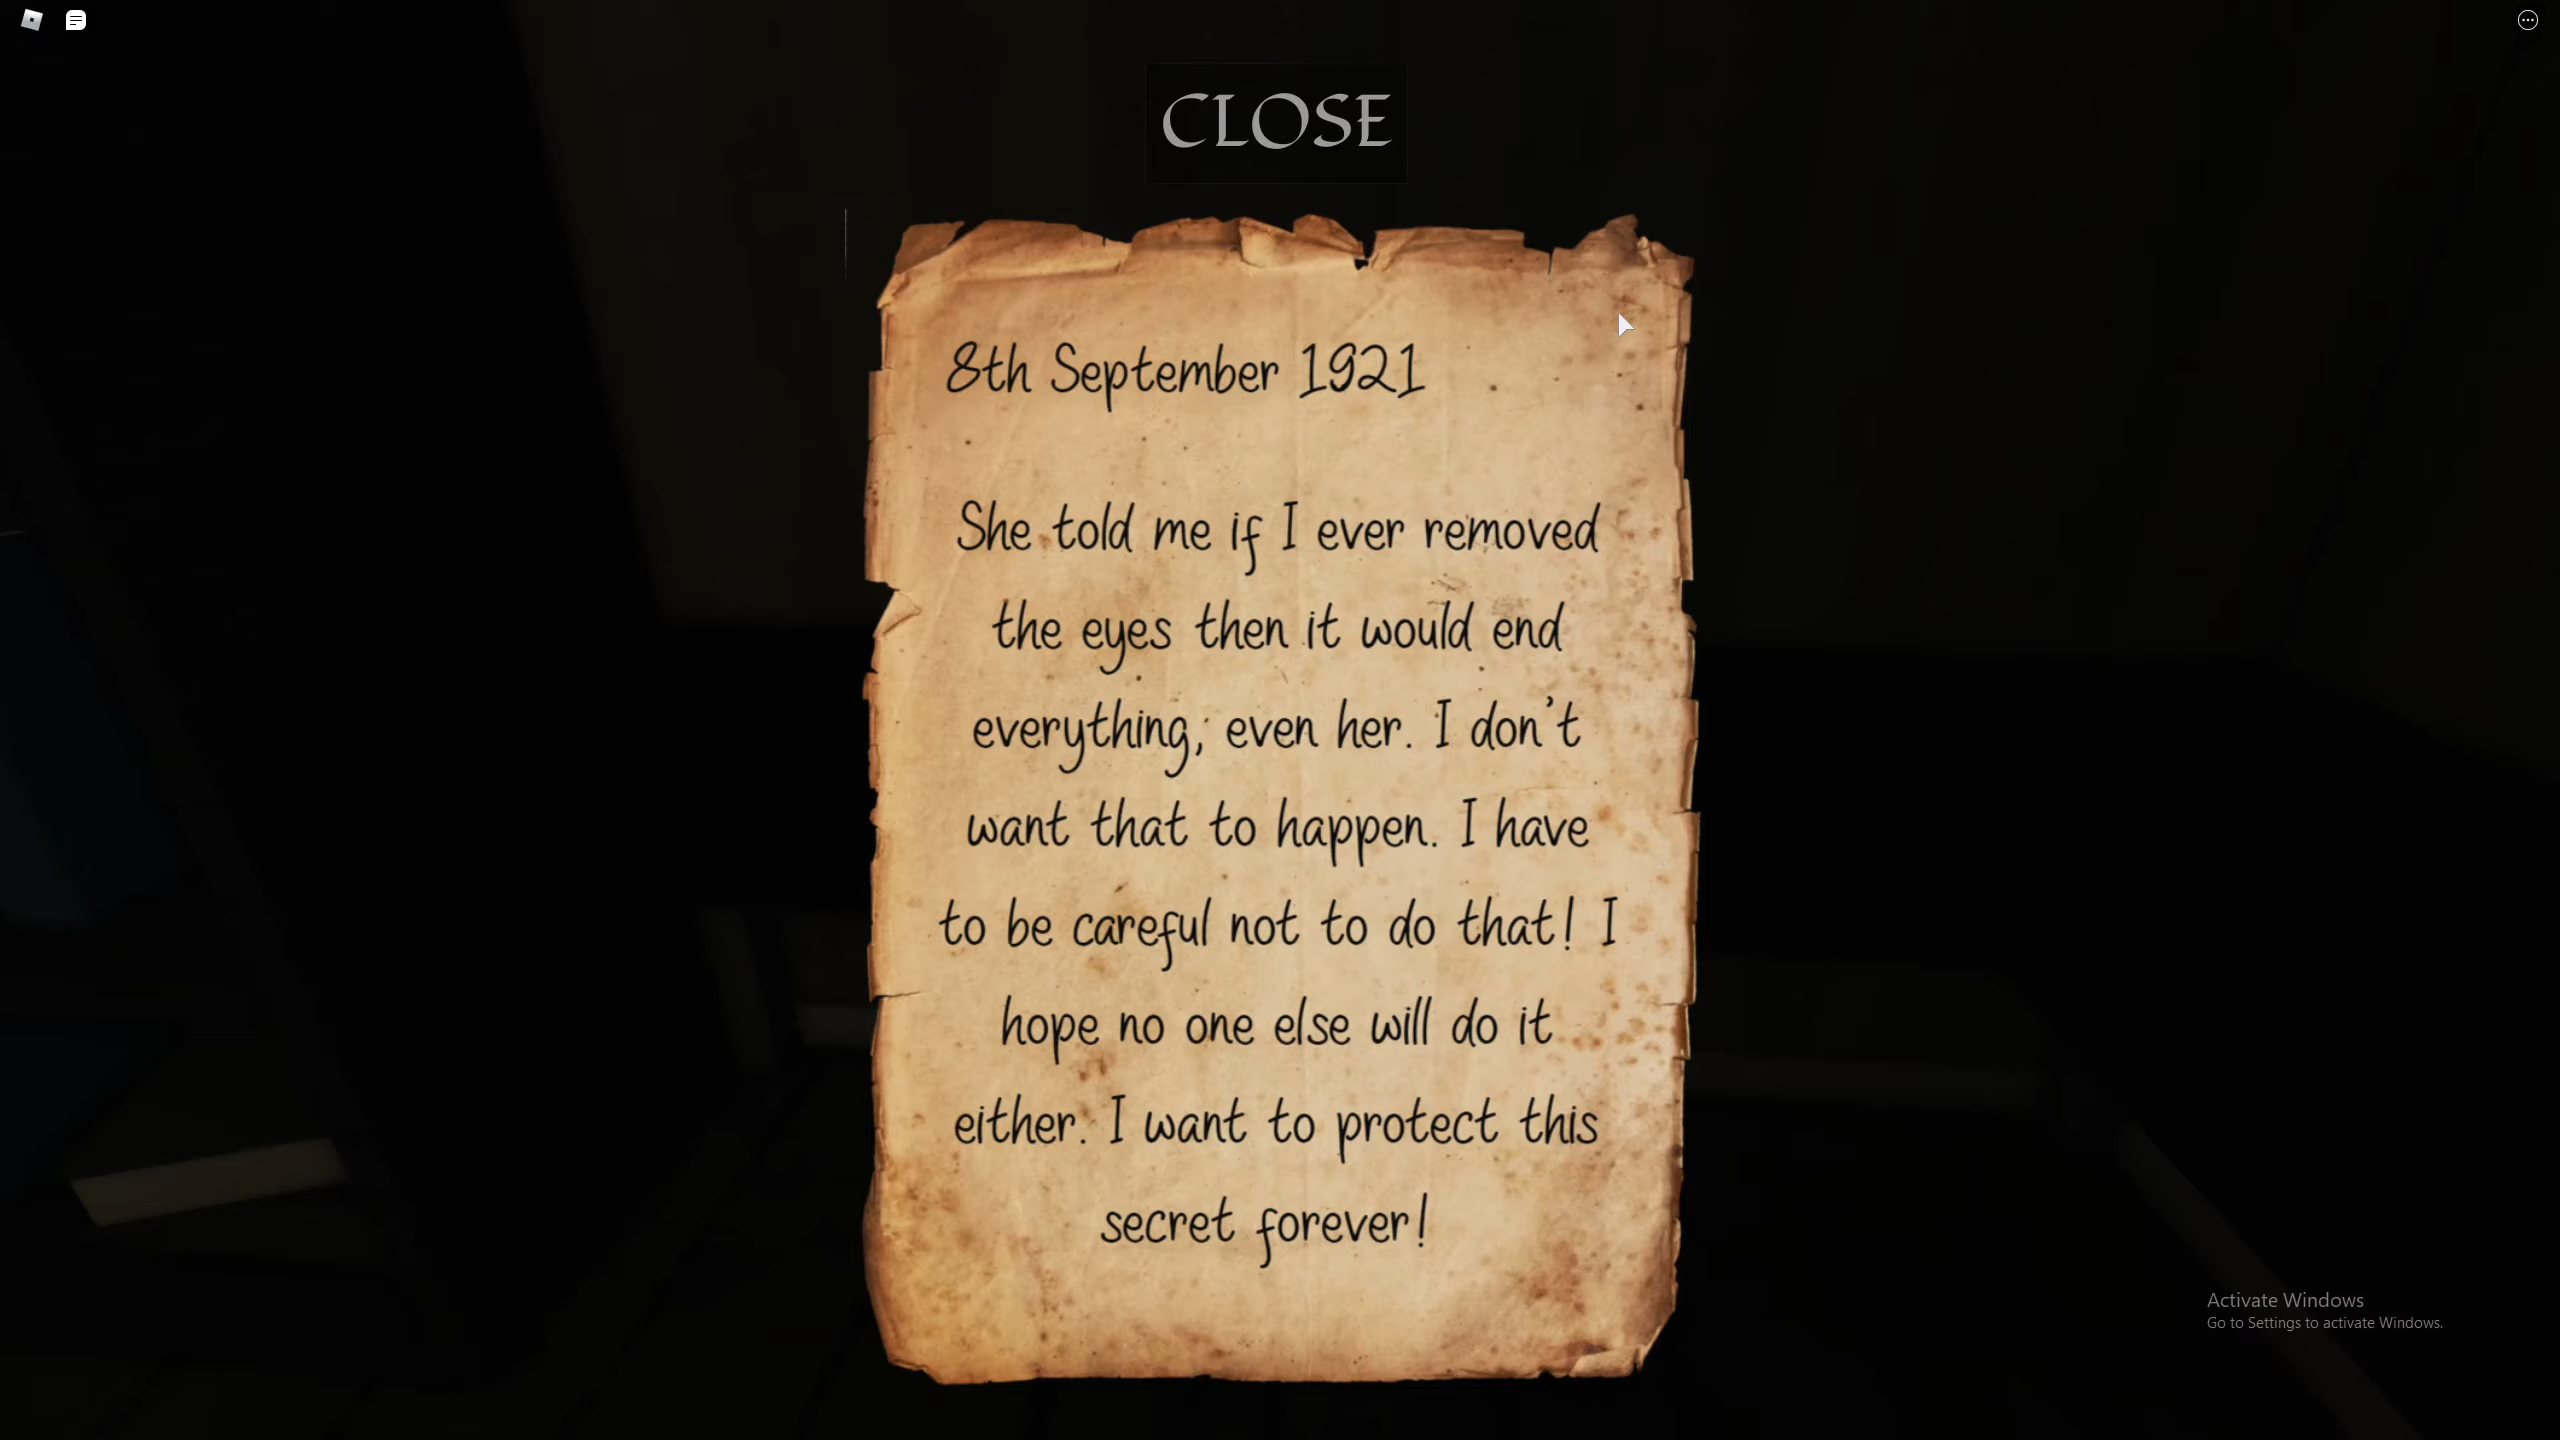 CLOSE
8th September 1921
She told me if I ever removed
the eyes then it would end
everything, even her. I don't
want that to happen. I have
to be careful not to do that! I
hope no one else will do it
either. I want to protect this
secret forever!
Activate Windows
Go to Settings to activate Windows.